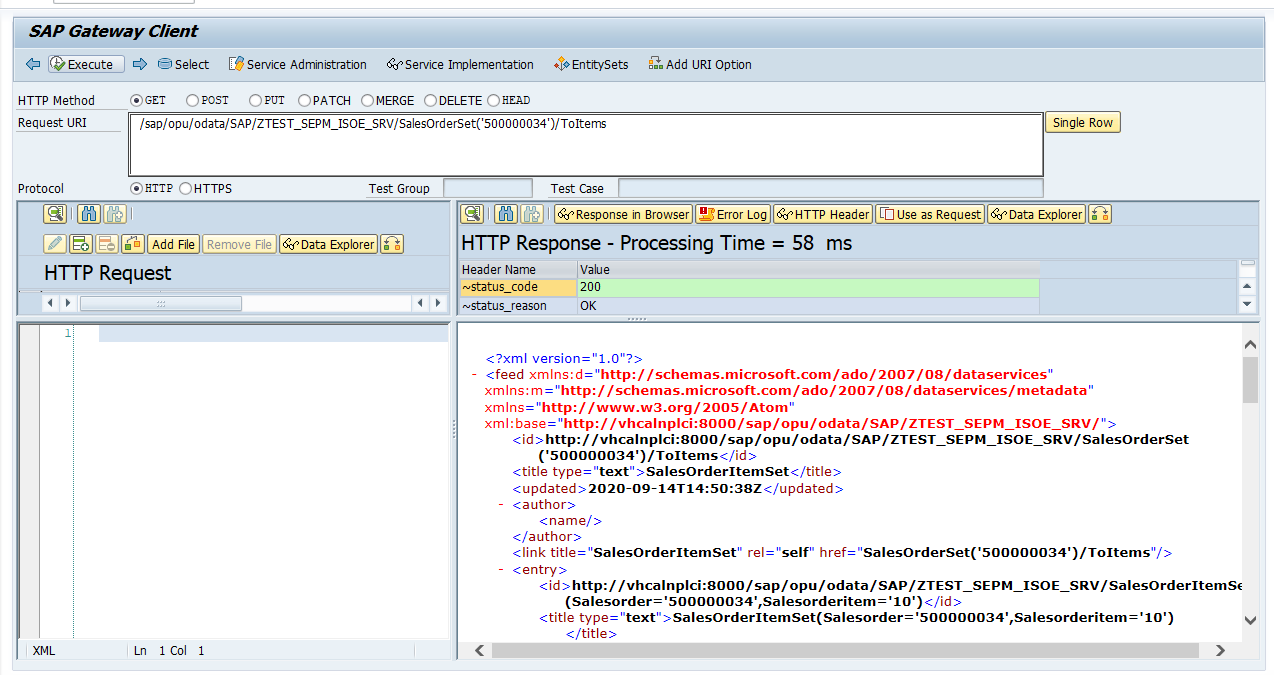 SAP Gateway Client
Execute Select Service Administration Service Implementation EntitySets Add URI Option
HTTP Method GET POST PUT PATCH MERGE DELETE HEAD
Request URI /sap/opu/odata/SAP/ZTEST_SEPM_ISOE_SRV/SalesOrderSet('500000034')/ToItems Single Row
Protocol HTTP HTTPS Test Group Test Case
Add File Remove File Data Explorer
HTTP Request
1
XML Ln 1 Col 1
Response in Browser Error Log HTTP Header Use as Request Data Explorer
HTTP Response - Processing Time = 58 ms
Header Name Value
~status_code 200
~status_reason OK
<?xml version="1.0"?>
- <feed xmlns:d="http://schemas.microsoft.com/ado/2007/08/dataservices"
xmlns:m="http://schemas.microsoft.com/ado/2007/08/dataservices/metadata"
xmlns="http://www.w3.org/2005/Atom"
xml:base="http://vhcalnplci:8000/sap/opu/odata/SAP/ZTEST_SEPM_ISOE_SRV/">
<id>http://vhcalnplci:8000/sap/opu/odata/SAP/ZTEST_SEPM_ISOE_SRV/SalesOrderSet
('500000034')/ToItems</id>
<title type="text">SalesOrderItemSet</title>
<updated>2020-09-14T14:50:38Z</updated>
- <author>
<name/>
</author>
<link title="SalesOrderItemSet" rel="self" href="SalesOrderSet('500000034')/ToItems"/>
- <entry>
<id>http://vhcalnplci:8000/sap/opu/odata/SAP/ZTEST_SEPM_ISOE_SRV/SalesOrderItemSe
(Salesorder='500000034',Salesorderitem='10')</id>
<title type="text">SalesOrderItemSet(Salesorder='500000034',Salesorderitem='10')
</title>